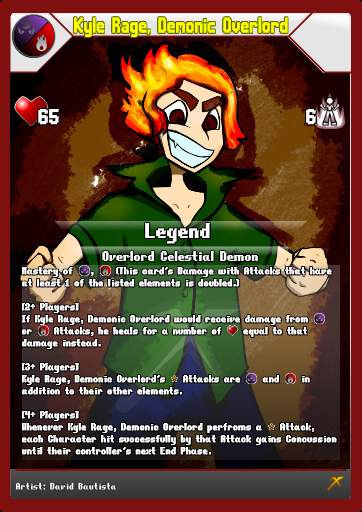 Kyle Rage, Demonic Overlord
65
6
Legend
Overlord Celestial Demon
Mastery of , (This card's Damage with Attacks that have
at least 1 of the listed elements is doubled.)
[2+ Players]
If Kyle Rage, Demonic Overlord would receive damage from
or Attacks, he heals for a number of equal to that
damage instead.
[3+ Players]
Kyle Rage, Demonic Overlord's Attacks are and in
addition to their other elements.
[4+ Players]
Whenever Kyle Rage, Demonic Overlord perfroms a Attack,
each Character hit successfully by that Attack gains Concussion
until their controller's next End Phase.
Artist: David Bautista